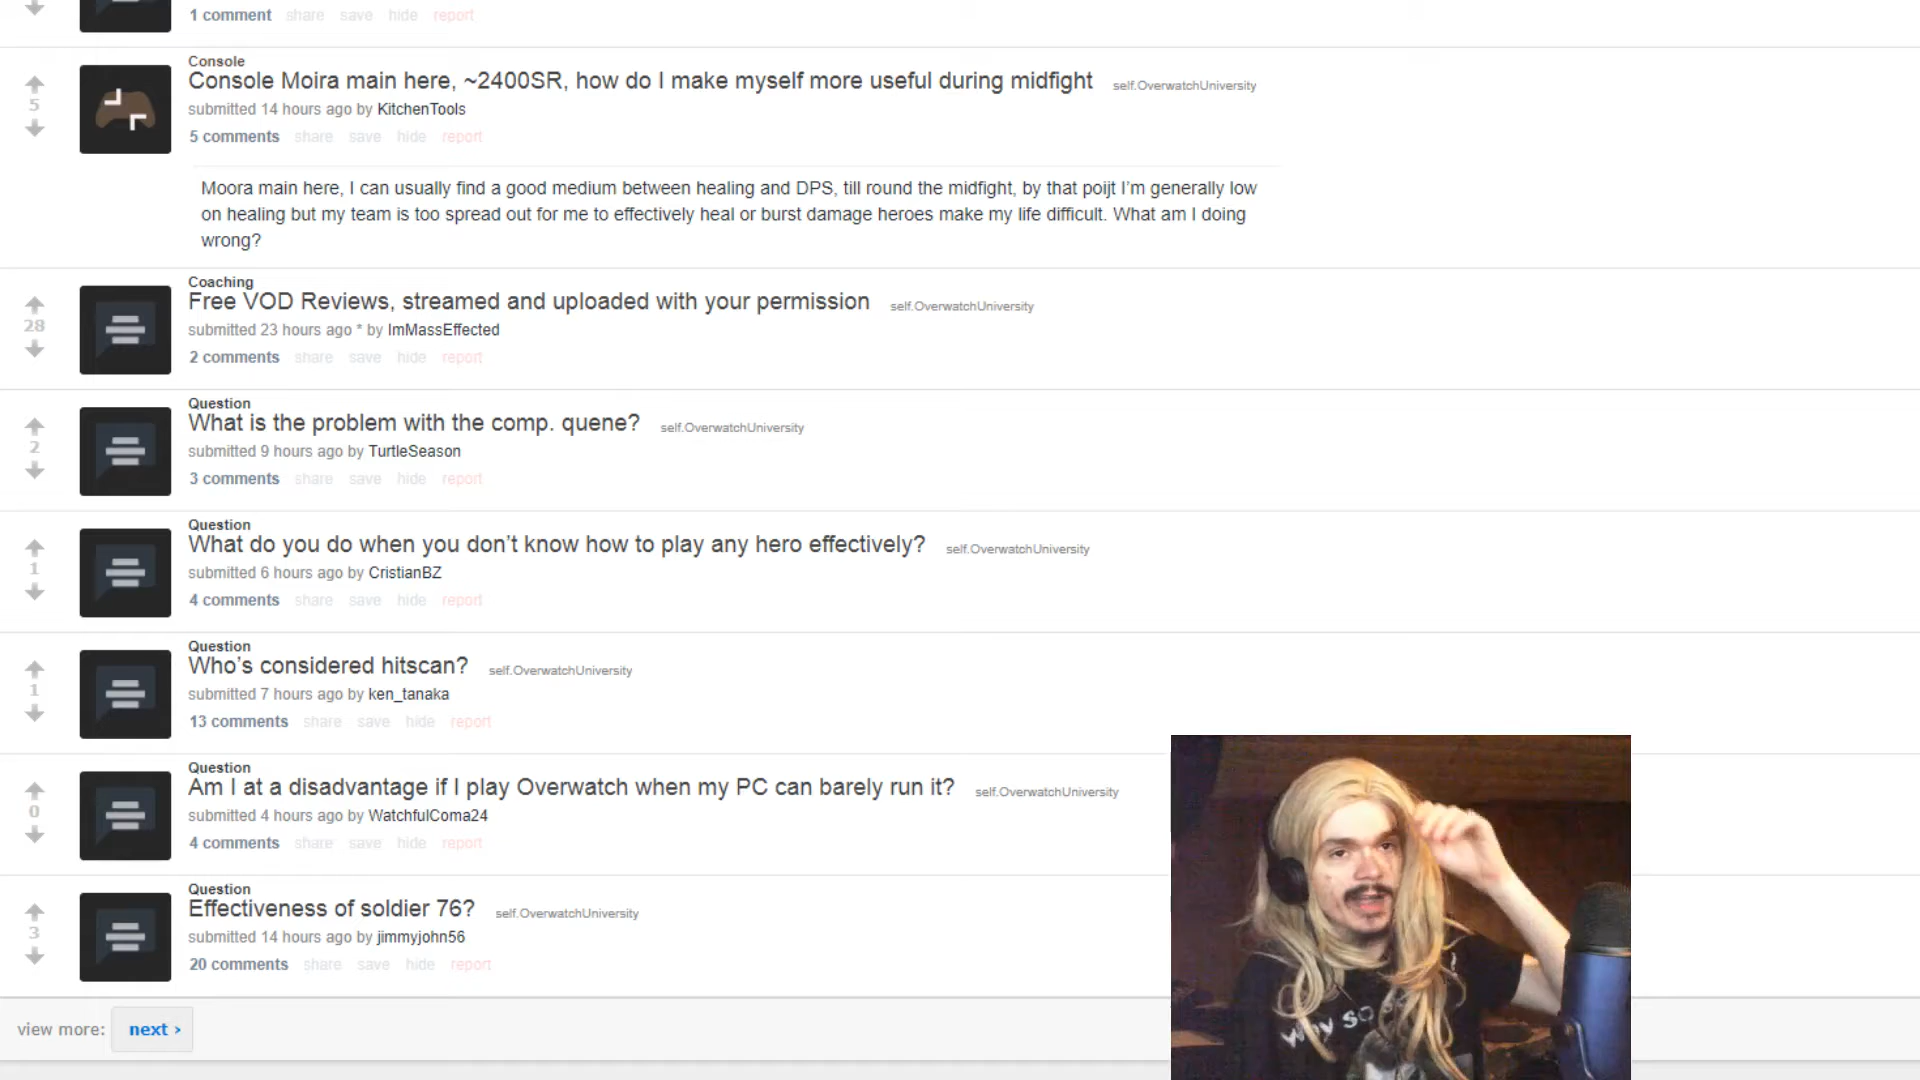 1 comment share save hide report
Console
Console Moira main here, ~2400SR, how do I make myself more useful during midfight self.OverwatchUniversity
5
submitted 14 hours ago by KitchenTools
5 comments share save hide report
Moora main here, I can usually find a good medium between healing and DPS, till round the midfight, by that poijt I'm generally low
on healing but my team is too spread out for me to effectively heal or burst damage heroes make my life difficult. What am I doing
wrong?
Coaching
Free VOD Reviews, streamed and uploaded with your permission self.OverwatchUniversity
28
submitted 23 hours ago * by ImMassEffected
2 comments share save hide report
Question
What is the problem with the comp. quene? self.OverwatchUniversity
2
submitted 9 hours ago by TurtleSeason
3 comments share save hide report
Question
What do you do when you don't know how to play any hero effectively? self.OverwatchUniversity
1
submitted 6 hours ago by CristianBZ
4 comments share save hide report
Question
Who's considered hitscan? self.OverwatchUniversity
1
submitted 7 hours ago by ken_tanaka
13 comments share save hide report
Question
Am I at a disadvantage if I play Overwatch when my PC can barely run it? self.OverwatchUniversity
0
submitted 4 hours ago by WatchfulComa24
4 comments share save hide report
Question
Effectiveness of soldier 76? self.OverwatchUniversity
3
submitted 14 hours ago by jimmyjohn56
20 comments share save hide report
view more: next ›
WHY SO